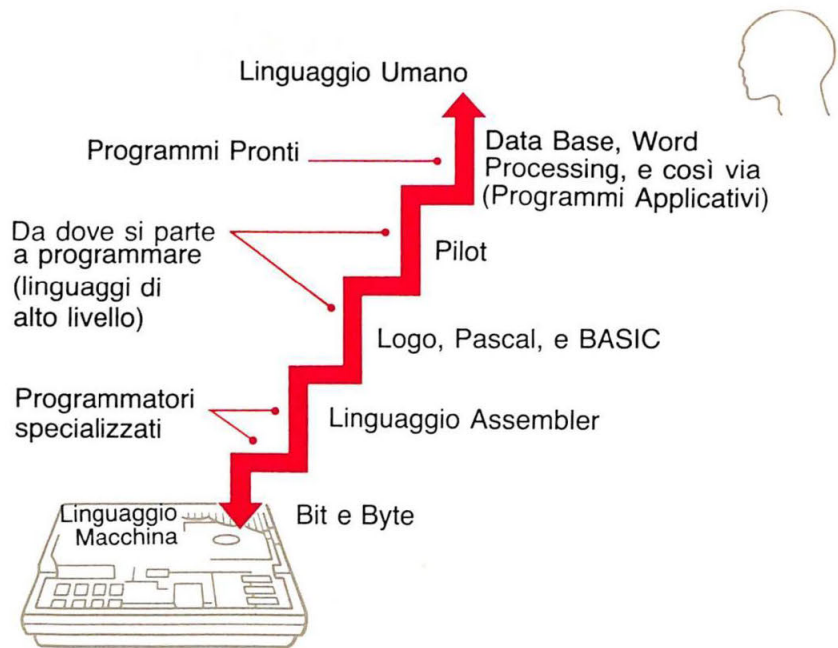 Linguaggio Umano
Programmi Pronti
Data Base, Word
Processing, e così via
(Programmi Applicativi)
Da dove si parte
a programmare
(linguaggi di
alto livello)
Pilot
Logo, Pascal, e BASIC
Programmatori
specializzati
Linguaggio Assembler
Linguaggio
Macchina
Bit e Byte